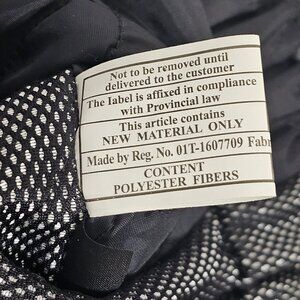 Not to be removed until
delivered to the customer
The label is affixed in compliance
with Provincial law
This article contains
NEW MATERIAL ONLY
Made by Reg. No. 01T-1607709 Fabr
CONTENT
POLYESTER FIBERS